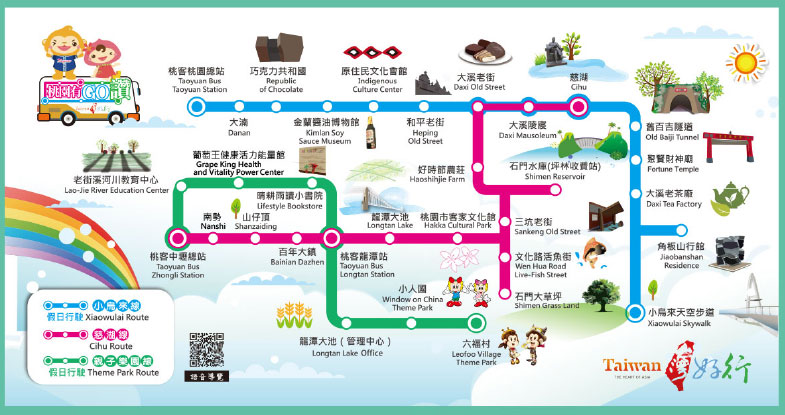 桃園有GO讚
桃客桃園總站
Taoyuan Bus
Taoyuan Station
巧克力共和國
Republic
of Chocolate
原住民文化會館
Indigenous
Culture Center
大溪老街
Daxi Old Street
慈湖
Cihu
大湳
Danan
金蘭醬油博物館
Kimlan Soy
Sauce Museum
和平老街
Heping
Old Street
大溪陵寢
Daxi Mausoleum
舊百吉隧道
Old Baiji Tunnel
聚賢財神廟
Fortune Temple
大溪老茶廠
Daxi Tea Factory
角板山行館
Jiaobanshan
Residence
小烏來天空步道
Xiaowulai Skywalk
老街溪河川教育中心
Lao-Jie River Education Center
葡萄王健康活力能量館
Grape King Health
and Vitality Power Center
晴耕雨讀小書院
Lifestyle Bookstore
好時節農莊
Haoshihjie Farm
石門水庫(坪林收費站)
Shimen Reservoir
南勢
Nanshi
山仔頂
Shanzaiding
龍潭大池
Longtan Lake
桃園市客家文化館
Hakka Cultural Park
三坑老街
Sankeng Old Street
桃客中壢總站
Taoyuan Bus
Zhongli Station
百年大鎮
Bainian Dazhen
桃客龍潭站
Taoyuan Bus
Longtan Station
文化路活魚街
Wen Hua Road
Live-Fish Street
小人國
Window on China
Theme Park
石門大草坪
Shimen Grass Land
龍潭大池（管理中心）
Longtan Lake Office
六福村
Leofoo Village
Theme Park
小烏來線
假日行駛 Xiaowulai Route
慈湖線
Cihu Route
親子樂園線
假日行駛 Theme Park Route
語音導覽
Taiwan
THE HEART OF ASIA
台灣好行